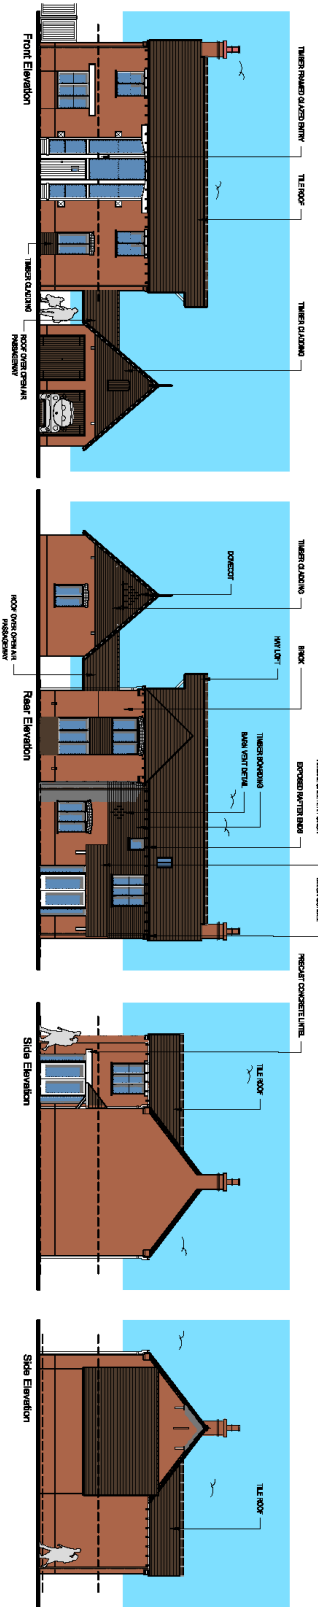 TIMBER FRAMED GLAZED ENTRY
TILE ROOF
TIMBER CLADDING
TIMBER CLADDING
ROOF OVER OPEN AIR
PASSAGEWAY
Front Elevation
TIMBER CLADDING
DOVECOT
BRICK
HAY LOFT
TIMBER BOARDING
BARN VENT DETAIL
EXPOSED RAFTER ENDS
ROOF OVER OPEN AIR
PASSAGEWAY
Rear Elevation
PRECAST CONCRETE LINTEL
TILE ROOF
Side Elevation
TILE ROOF
Side Elevation